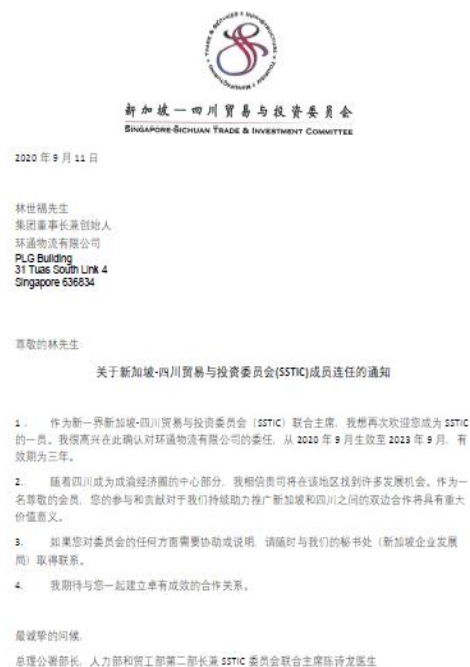 TRADE & SERVICES • INFRASTRUCTURE • TOURISM • MANUFACTURING •
新加坡一四川贸易与投资委员会
SINGAPORE-SICHUAN TRADE & INVESTMENT COMMITTEE
2020 年 9 月 11 日
林世福先生
集团董事长兼创始人
环通物流有限公司
PLG Building
31 Tuas South Link 4
Singapore 636834
尊敬的林先生:
关于新加坡-四川贸易与投资委员会(SSTIC)成员连任的通知
1. 作为新一界新加坡-四川贸易与投资委员会（SSTIC）联合主席, 我想再次欢迎您成为 SSTIC
的一员。我很高兴在此确认对环通物流有限公司的委任, 从 2020 年 9 月生效至 2023 年 9 月, 有
效期为三年。
2. 随着四川成为成渝经济圈的中心部分, 我相信贵司将在该地区找到许多发展机会。作为一
名尊敬的会员, 您的参与和贡献对于我们持续助力推广新加坡和四川之间的双边合作将具有重大
价值意义。
3. 如果您对委员会的任何方面需要协助或说明, 请随时与我们的秘书处（新加坡企业发展
局）取得联系。
4. 我期待与您一起建立卓有成效的合作关系。
最诚挚的问候,
总理公署部长, 人力部和贸工部第二部长兼 SSTIC 委员会联合主席陈诗龙医生